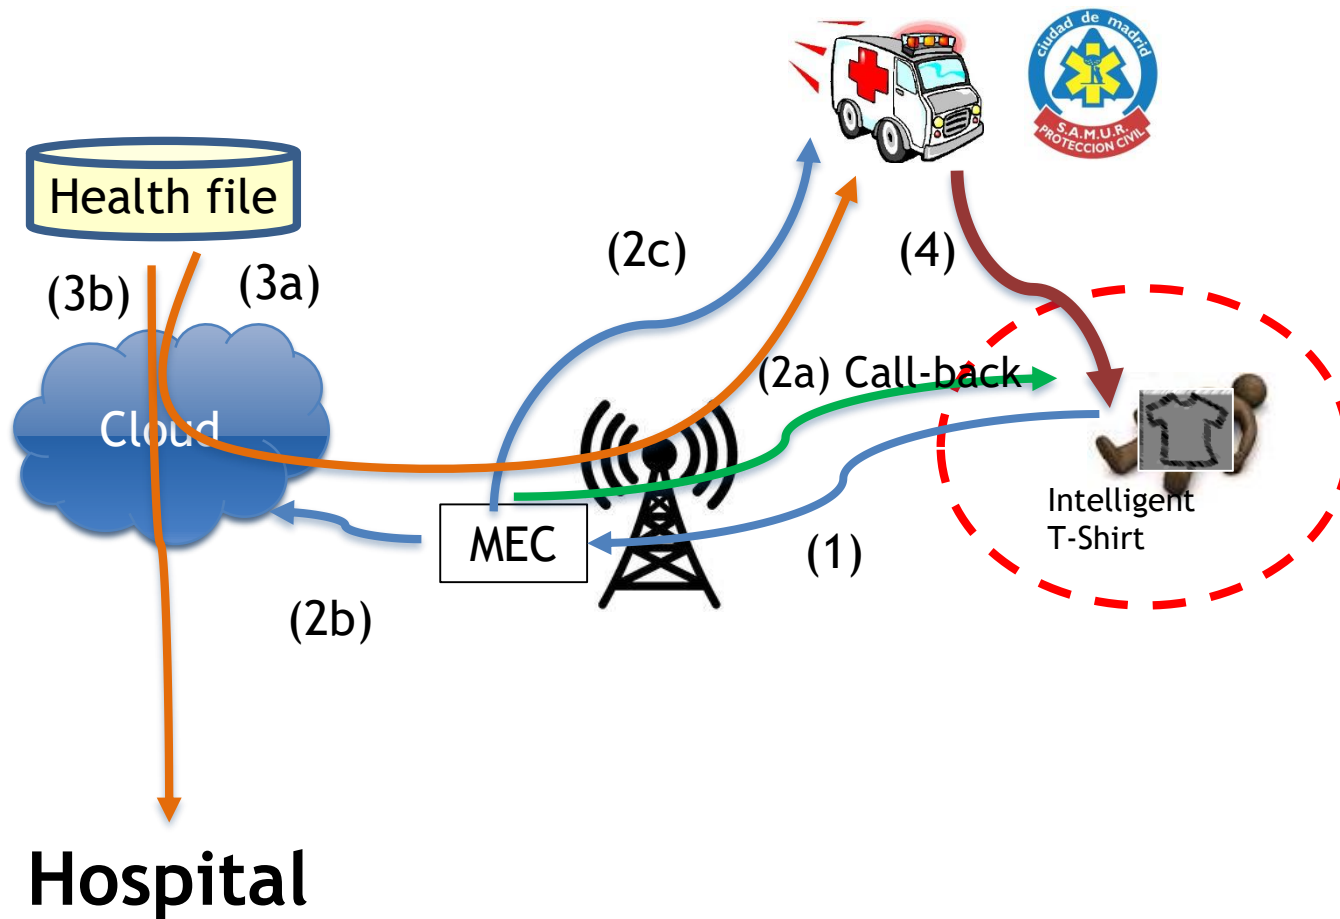 ciudad de madrid
S.A.M.U.R.
PROTECCION CIVIL
Health file
(2c)
(4)
(3b)
(3a)
(2a) Call-back
Cloud
Intelligent
T-Shirt
MEC
(1)
(2b)
Hospital